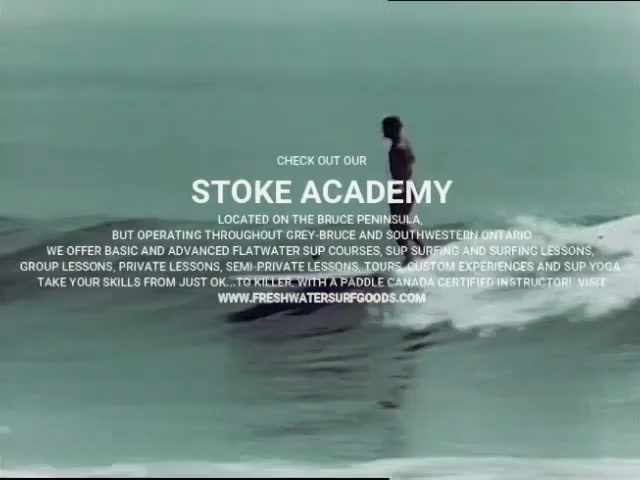 CHECK OUT OUR
STOKE ACADEMY
LOCATED ON THE BRUCE PENINSULA,
BUT OPERATING THROUGHOUT GREY-BRUCE AND SOUTHWESTERN ONTARIO
WE OFFER BASIC AND ADVANCED FLATWATER SUP COURSES, SUP SURFING AND SURFING LESSONS,
GROUP LESSONS, PRIVATE LESSONS, SEMI-PRIVATE LESSONS, TOURS, CUSTOM EXPERIENCES AND SUP YOGA
TAKE YOUR SKILLS FROM JUST OK...TO KILLER, WITH A PADDLE CANADA CERTIFIED INSTRUCTOR! VISIT
WWW.FRESHWATERSURFGOODS.COM